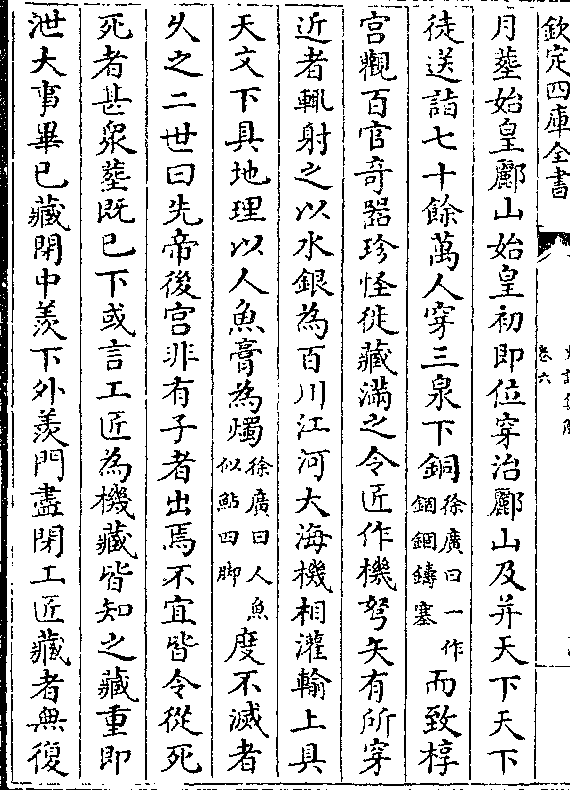 欽定四庫全書
卷六
月塟始皇酈山始皇初即位穿治酈山及并天下天下
徒送詣七十餘萬人穿三泉下銅徐廣曰一作錮錮鑄塞而致椁
宫觀百官竒器珍怪徙藏滿之令匠作機弩矢有所穿
近者輒射之以水銀為百川江河大海機相灌輸上具
天文下具地理以人魚膏為燭徐廣曰人魚似鮎四脚度不滅者
久之二世曰先帝後宫非有子者出焉不宜皆令從死
死者甚衆塟既已下或言工匠為機藏皆知之藏重即
泄大事畢已藏閉中羨下外羨門盡閉工匠藏者無復